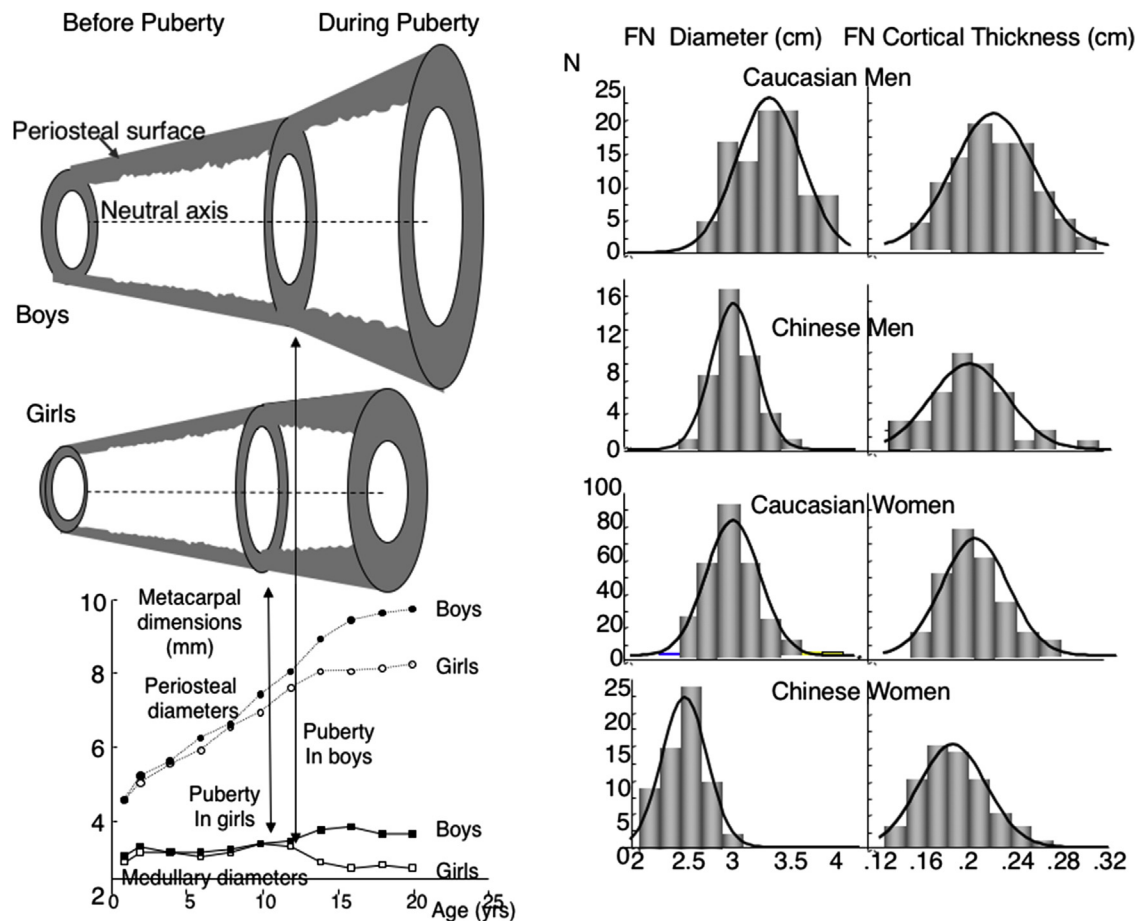 Before Puberty
During Puberty
Periosteal surface
Neutral axis
Boys
Girls
10
8
6
4
2
Metacarpal
dimensions
(mm)
Periosteal
diameters
Boys
Girls
Puberty
In boys
Puberty
In girls
Boys
Girls
Medullary diameters
0
5
10
15
20
25
Age (yrs)
FN Diameter (cm)
FN Cortical Thickness (cm)
N
Caucasian Men
25
20
15
10
5
0
Chinese Men
16
12
8
4
0
Caucasian Women
100
80
60
40
20
0
Chinese Women
25
20
15
10
5
0
2
2.5
3
3.5
4
.12
.16
.2
.24
.28
.32